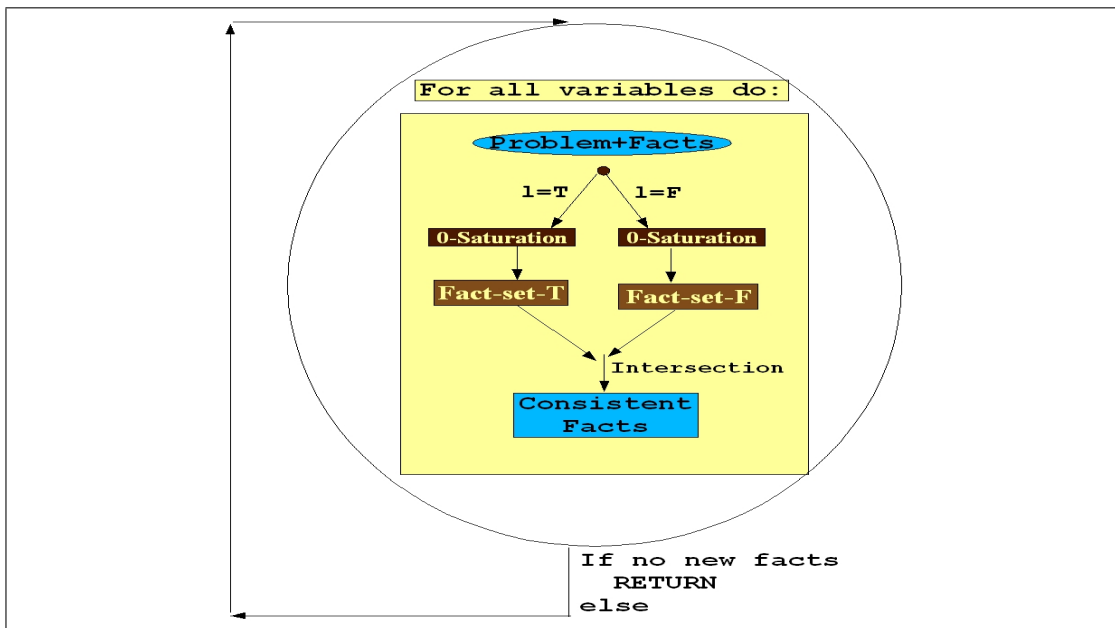 For all variables do:
Problem+Facts
l=T
l=F
0-Saturation
0-Saturation
Fact-set-T
Fact-set-F
Intersection
Consistent
Facts
If no new facts
RETURN
else